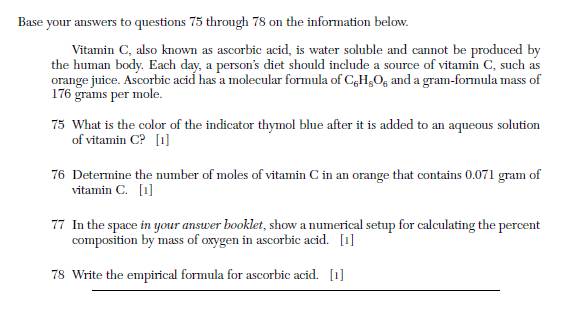 Base your answers to questions 75 through 78 on the information below.
Vitamin C, also known as ascorbic acid, is water soluble and cannot be produced by
the human body. Each day, a person's diet should include a source of vitamin C, such as
orange juice. Ascorbic acid has a molecular formula of C₆H₈O₆ and a gram-formula mass of
176 grams per mole.
75 What is the color of the indicator thymol blue after it is added to an aqueous solution
of vitamin C? [1]
76 Determine the number of moles of vitamin C in an orange that contains 0.071 gram of
vitamin C. [1]
77 In the space in your answer booklet, show a numerical setup for calculating the percent
composition by mass of oxygen in ascorbic acid. [1]
78 Write the empirical formula for ascorbic acid. [1]